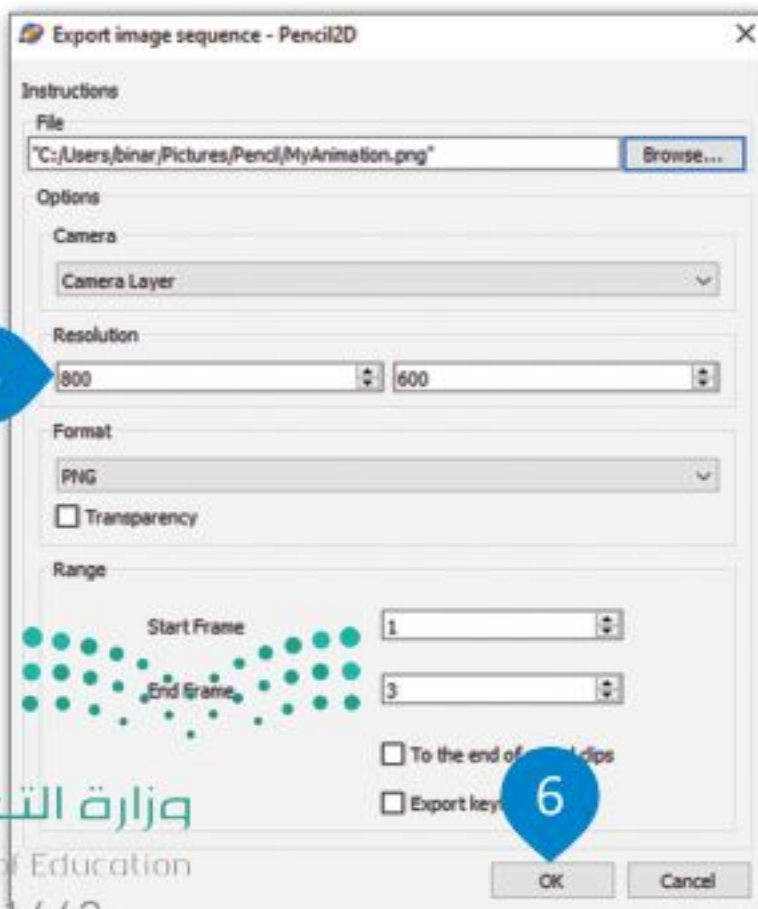 Export image sequence - Pencil2D
Instructions
File
"C:/Users/binar/Pictures/Pencil/MyAnimation.png" Browse...
Options
Camera
Camera Layer
Resolution
800 600
Format
PNG
Transparency
Range
Start Frame 1
End Frame 3
To the end of clips
Export
6
وزارة
Education
OK Cancel